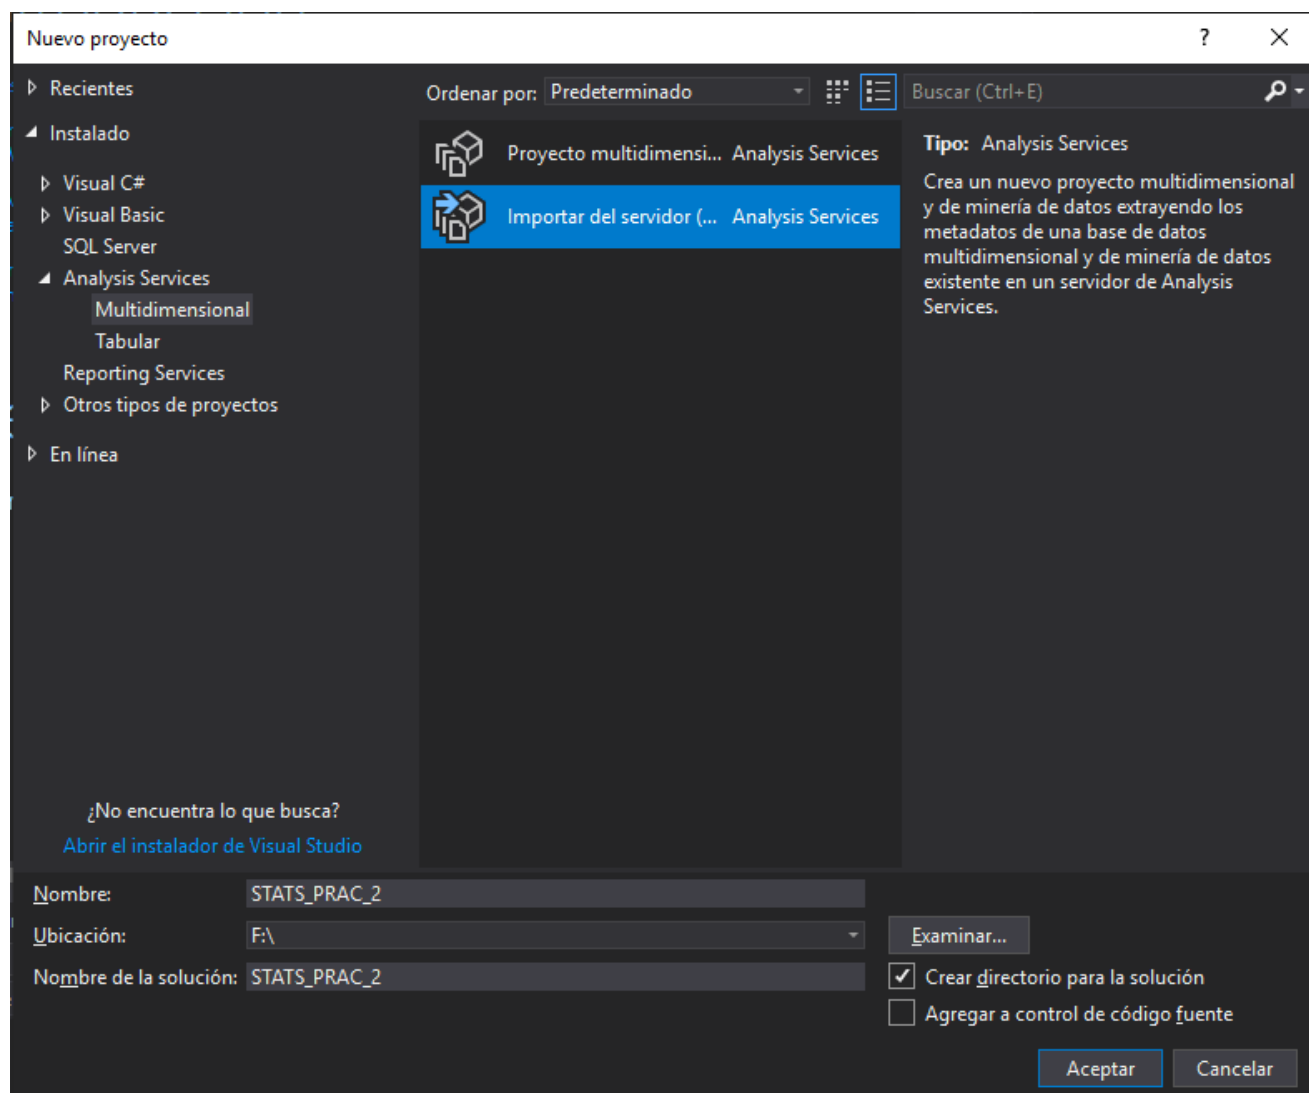 Nuevo proyecto
?
Recientes
Instalado
Visual C#
Visual Basic
SQL Server
Analysis Services
Multidimensional
Tabular
Reporting Services
Otros tipos de proyectos
En línea
¿No encuentra lo que busca?
Abrir el instalador de Visual Studio
Ordenar por: Predeterminado
Buscar (Ctrl+E)
Proyecto multidimensi... Analysis Services
Importar del servidor (... Analysis Services
Tipo: Analysis Services
Crea un nuevo proyecto multidimensional
y de minería de datos extrayendo los
metadatos de una base de datos
multidimensional y de minería de datos
existente en un servidor de Analysis
Services.
Nombre: STATS_PRAC_2
Ubicación: F:\
Examinar...
Nombre de la solución: STATS_PRAC_2
Crear directorio para la solución
Agregar a control de código fuente
Aceptar
Cancelar